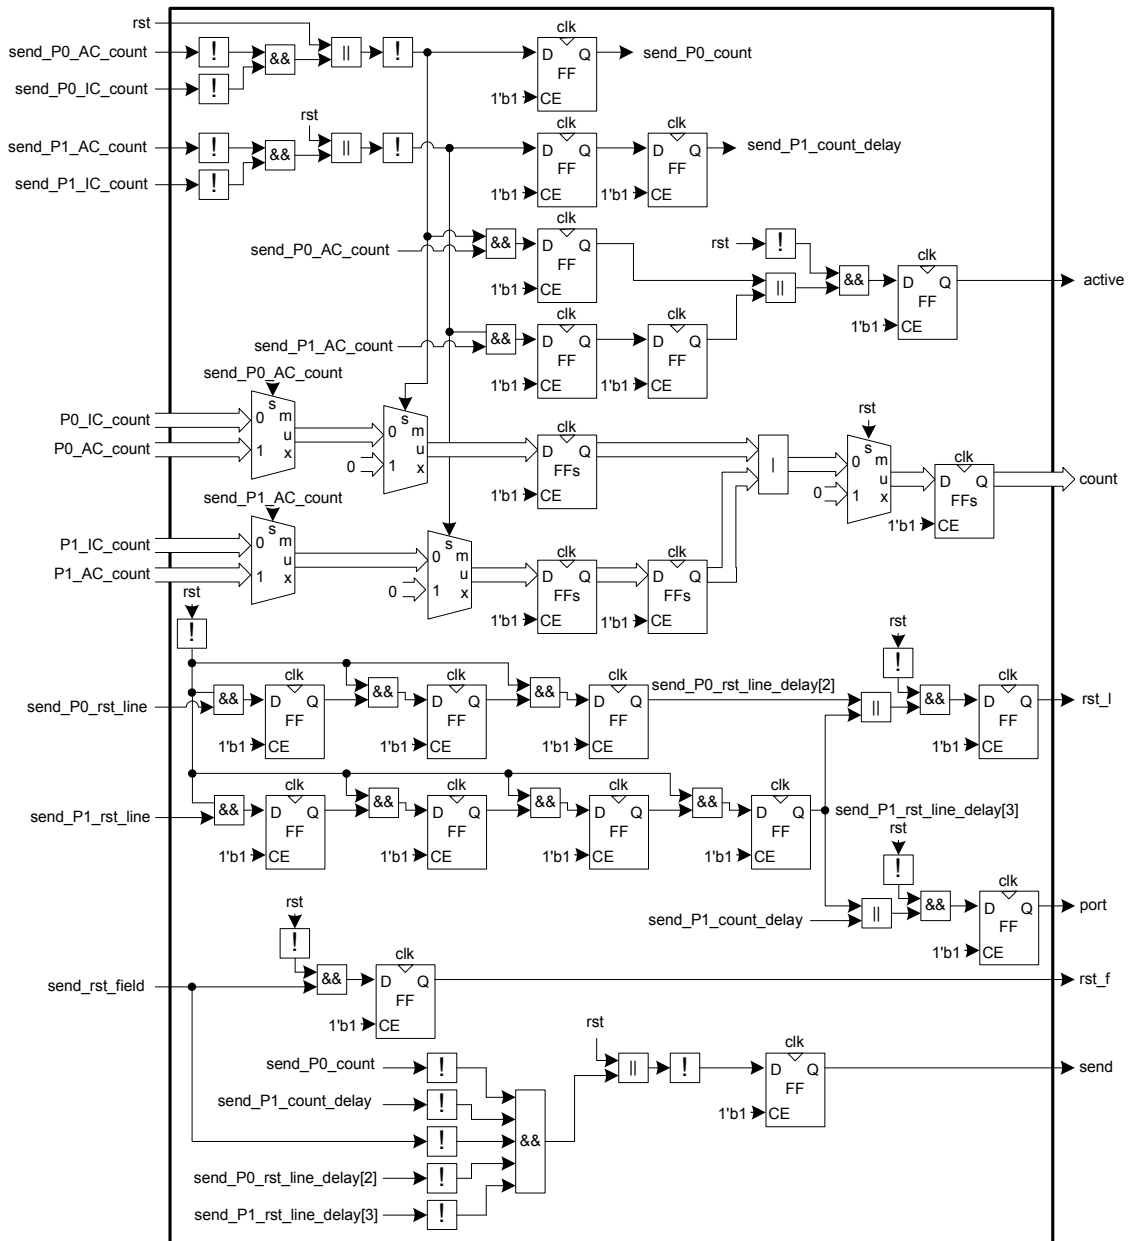 rst
clk
send_P0_AC_count ! && || ! D Q send_P0_count
FF
send_P0_IC_count ! 1'b1 CE
rst clk clk
send_P1_AC_count ! && || ! D Q D Q send_P1_count_delay
FF FF
send_P1_IC_count ! 1'b1 CE 1'b1 CE
clk
send_P0_AC_count && D Q rst !
FF
1'b1 CE
|| && clk
D Q active
FF
1'b1 CE
clk clk
send_P1_AC_count && D Q D Q
FF FF
1'b1 CE 1'b1 CE
send_P0_AC_count
P0_IC_count 0 s m
P0_AC_count 1 u x
0 s m
0 1 u x
clk
D Q
FFs
1'b1 CE
|
rst
0 s m
0 1 u x
clk
D Q count
FFs
1'b1 CE
send_P1_AC_count
P1_IC_count 0 s m
P1_AC_count 1 u x
0 s m
0 1 u x
clk clk
D Q D Q
FFs FFs
1'b1 CE 1'b1 CE
rst
!
clk clk clk
send_P0_rst_line && D Q && D Q && D Q send_P0_rst_line_delay[2]
FF FF FF
1'b1 CE 1'b1 CE 1'b1 CE
rst
!
clk
|| && D Q rst_l
FF
1'b1 CE
clk clk clk clk
send_P1_rst_line && D Q && D Q && D Q && D Q send_P1_rst_line_delay[3]
FF FF FF FF
1'b1 CE 1'b1 CE 1'b1 CE 1'b1 CE
rst
!
clk
send_P1_count_delay || && D Q port
FF
1'b1 CE
rst
!
clk
send_rst_field && D Q rst_f
FF
1'b1 CE
send_P0_count !
send_P1_count_delay !
!
send_P0_rst_line_delay[2] !
send_P1_rst_line_delay[3] !
&&
rst
clk
|| ! D Q send
FF
1'b1 CE